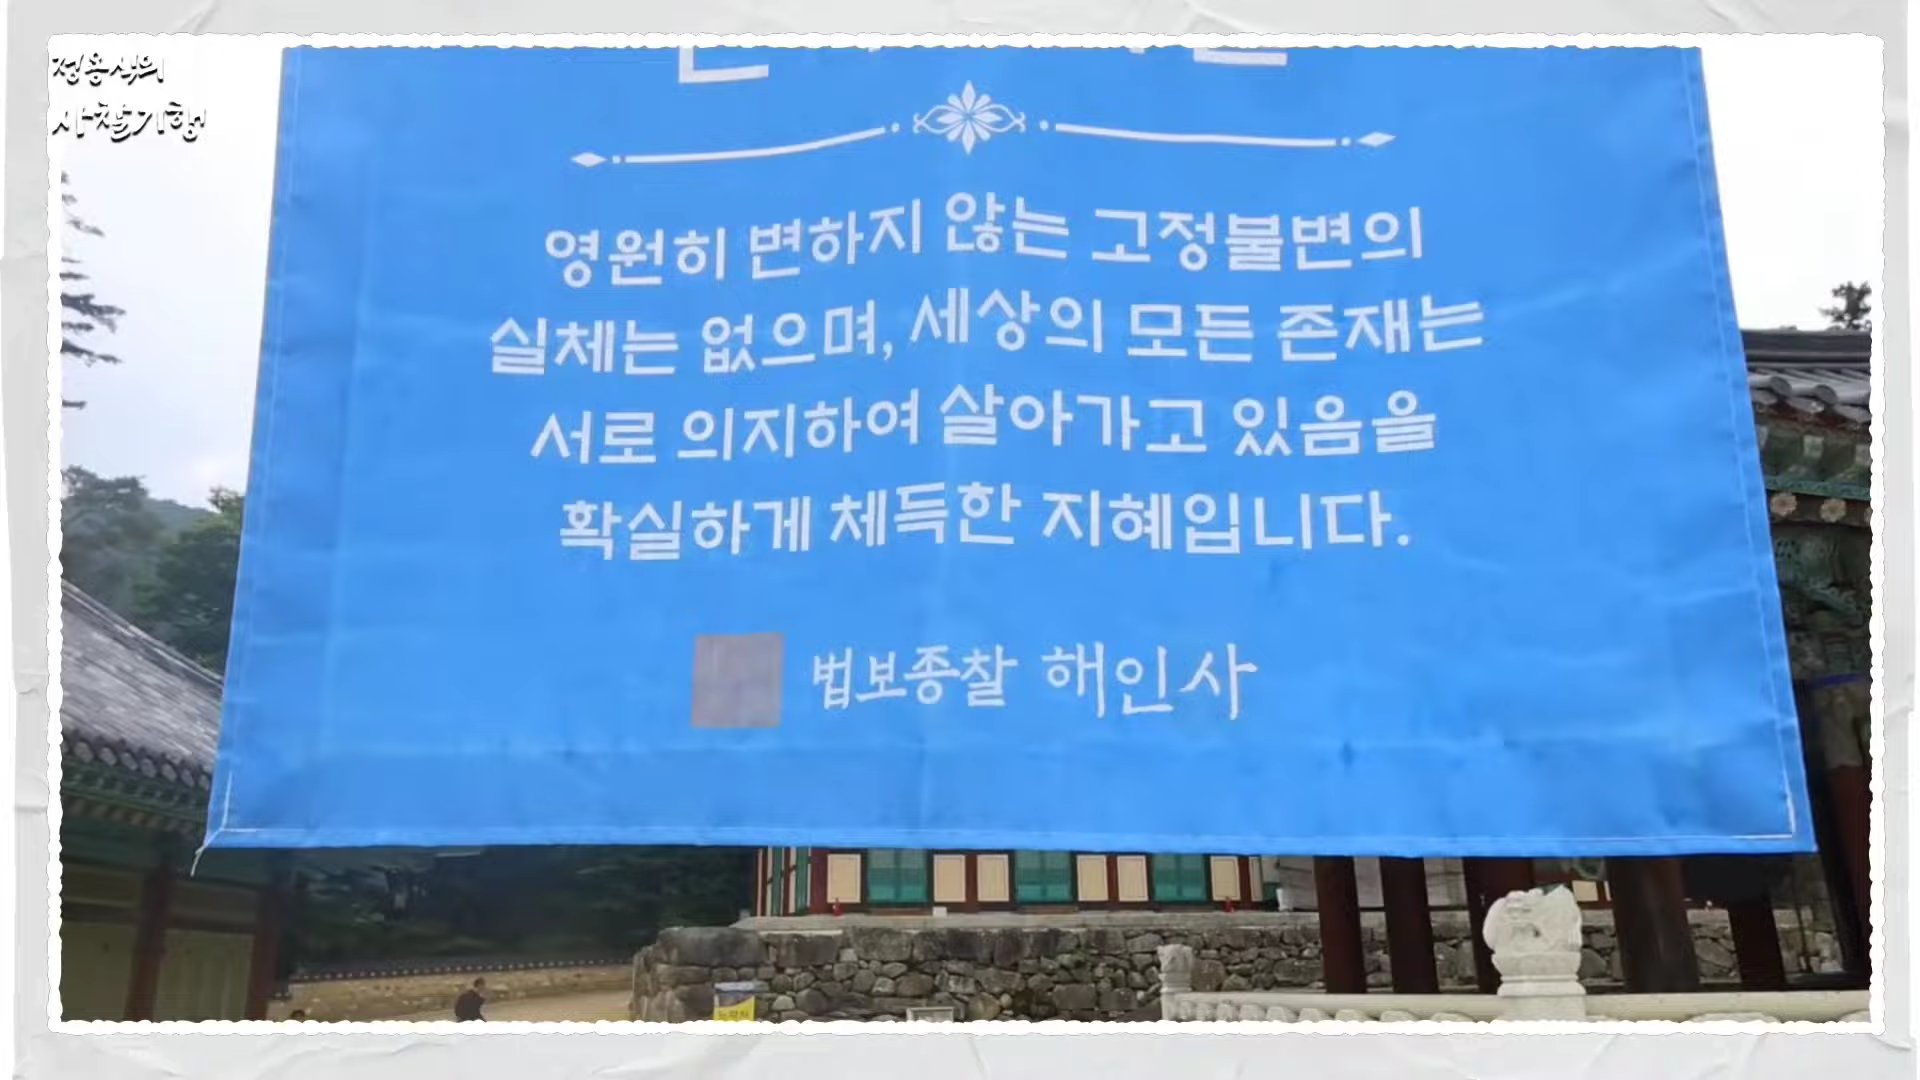 정용식의
사찰기행
영원히 변하지 않는 고정불변의
실체는 없으며, 세상의 모든 존재는
서로 의지하여 살아가고 있음을
확실하게 체득한 지혜입니다.
법보종찰 해인사